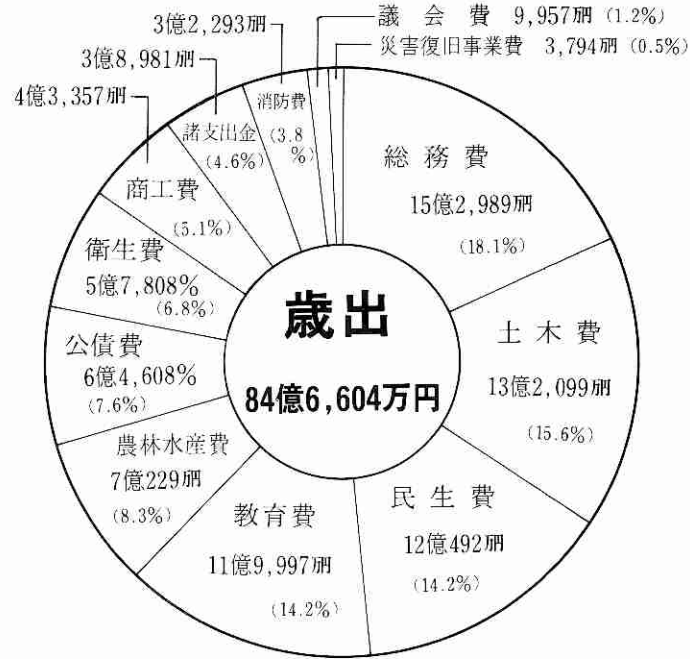 歳出
84億6,604万円
総務費
15億2,989万円
(18.1%)
土木費
13億2,099万円
(15.6%)
民生費
12億492万円
(14.2%)
教育費
11億9,997万円
(14.2%)
農林水産費
7億229万円
(8.3%)
公債費
6億4,608%
(7.6%)
衛生費
5億7,808%
(6.8%)
4億3,357万円
商工費
(5.1%)
3億8,981万円
諸支出金
(4.6%)
3億2,293万円
消防費
(3.8
%)
議会費 9,957万円 (1.2%)
災害復旧事業費 3,794万円 (0.5%)